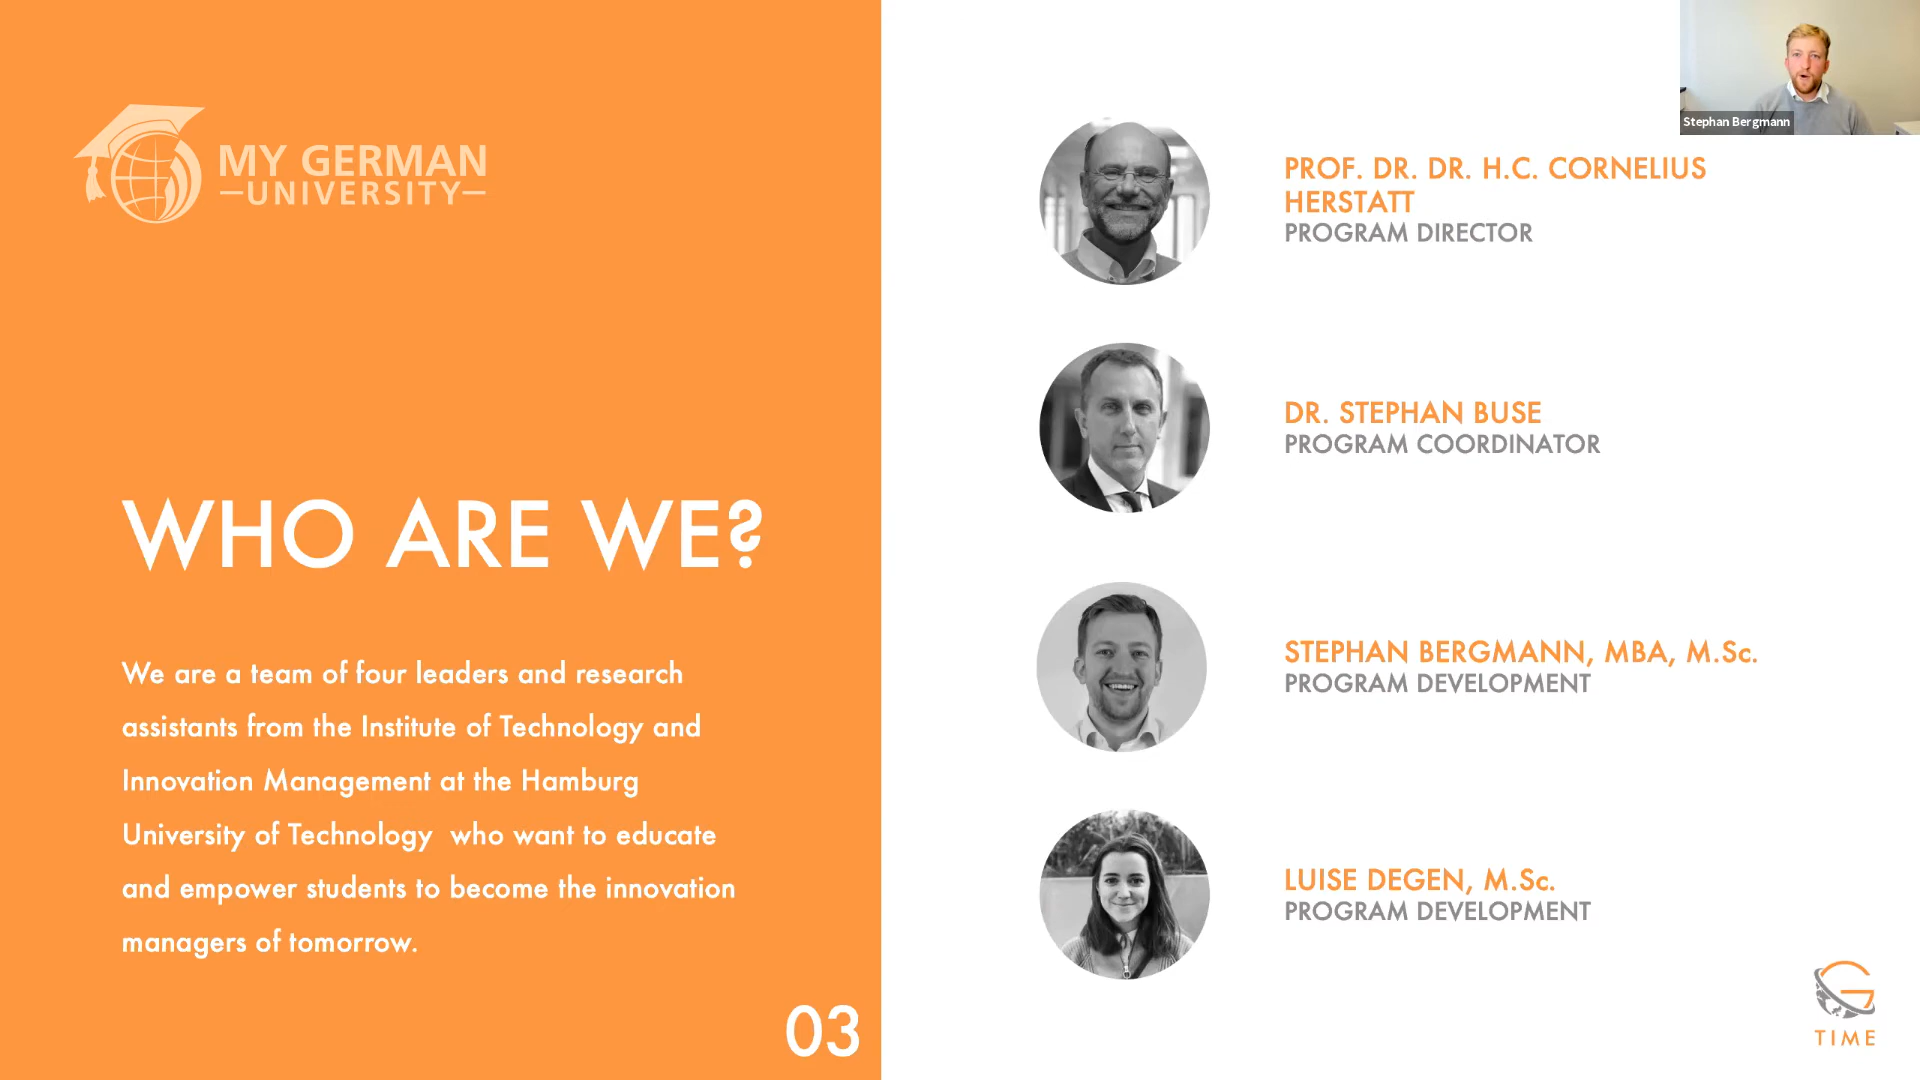 MY GERMAN
UNIVERSITY
WHO ARE WE?
We are a team of four leaders and research
assistants from the Institute of Technology and
Innovation Management at the Hamburg
University of Technology  who want to educate
and empower students to become the innovation
managers of tomorrow.
03
Stephan Bergmann
PROF. DR. DR. H.C. CORNELIUS
HERSTATT
PROGRAM DIRECTOR
DR. STEPHAN BUSE
PROGRAM COORDINATOR
STEPHAN BERGMANN, MBA, M.Sc.
PROGRAM DEVELOPMENT
LUISE DEGEN, M.Sc.
PROGRAM DEVELOPMENT
G
TIME